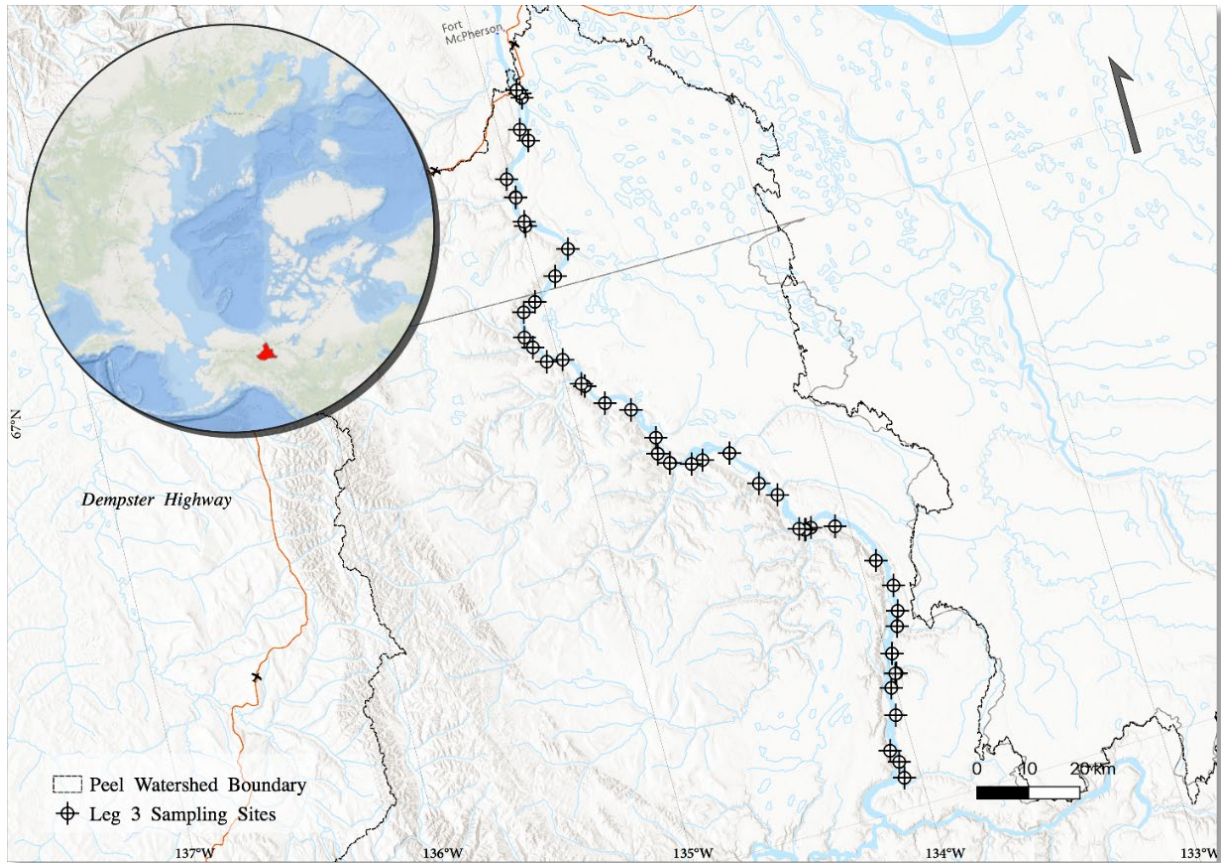 Fort
McPherson
67°N
Dempster Highway
Peel Watershed Boundary
Leg 3 Sampling Sites
0 10 20 km
137°W 136°W 135°W 134°W 133°W